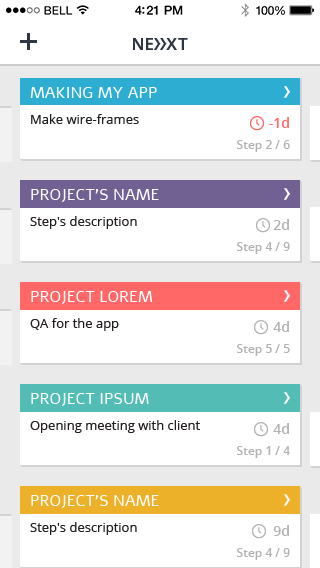 BELL 4:21 PM 100%
+ NE»XT
MAKING MY APP ❯
Make wire-frames
-1d
Step 2 / 6
PROJECT'S NAME ❯
Step's description
2d
Step 4 / 9
PROJECT LOREM ❯
QA for the app
4d
Step 5 / 5
PROJECT IPSUM ❯
Opening meeting with client
4d
Step 1 / 4
PROJECT'S NAME ❯
Step's description
9d
Step 4 / 9